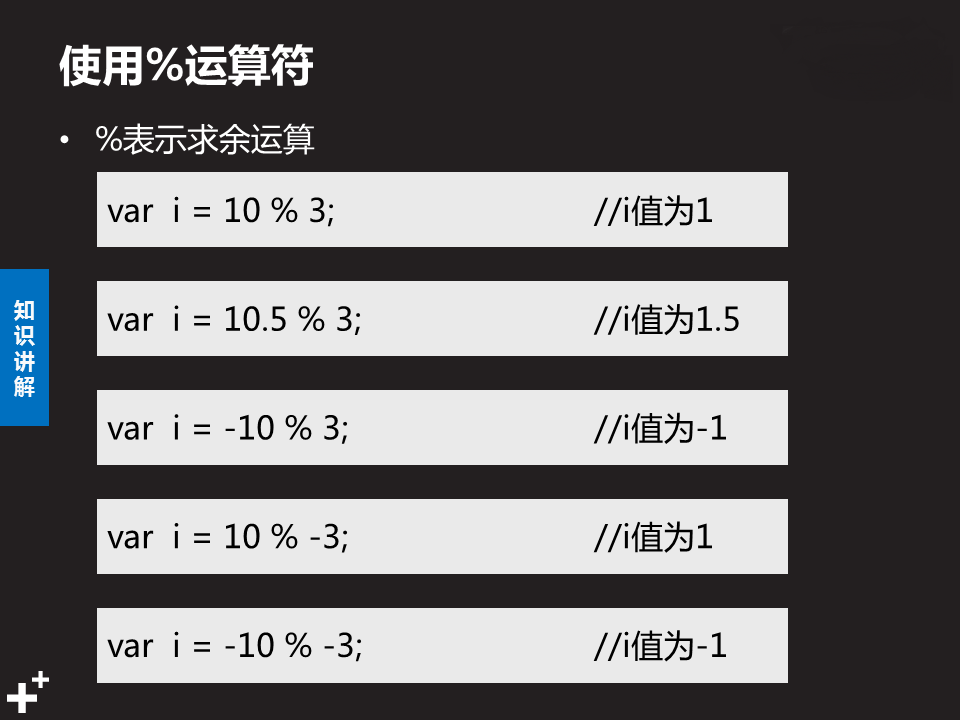 使用%运算符
• %表示求余运算
var i = 10 % 3; //i值为1
var i = 10.5 % 3; //i值为1.5
知识讲解
var i = -10 % 3; //i值为-1
var i = 10 % -3; //i值为1
var i = -10 % -3; //i值为-1